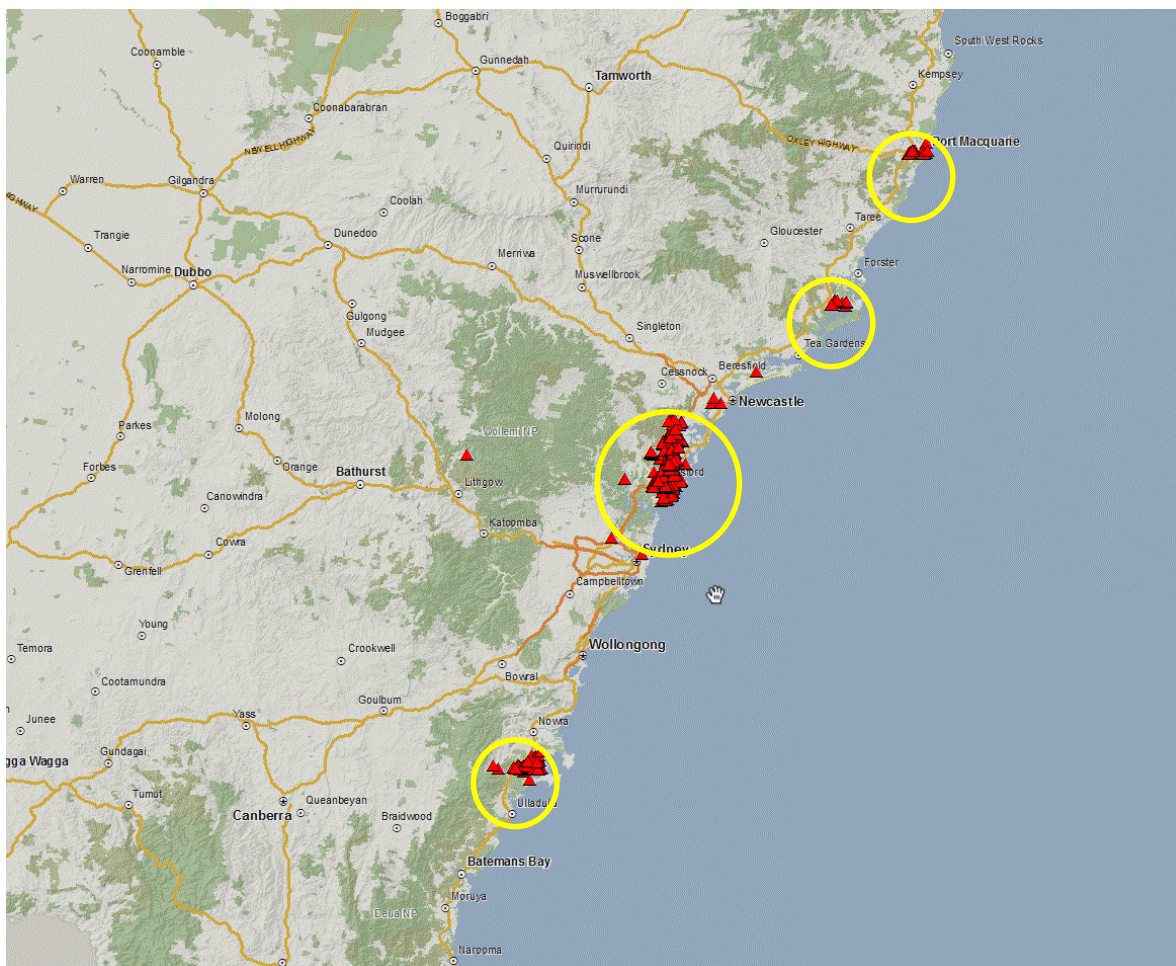 Boggabri
South West Rocks
Coonamble
Gunnedah
Tamworth
Kempsey
Coonabarabran
NEWELL HIGHWAY
OXLEY HIGHWAY
Port Macquarie
Quirindi
Warren
Gilgandra
HIGHWAY
Coolah
Murrurundi
Taree
Trangie
Dunedoo
Scone
Gloucester
Merriwa
Forster
Narromine
Dubbo
Muswellbrook
Gulgong
Mudgee
Singleton
Tea Gardens
Cessnock
Beresfield
Newcastle
Molong
Parkes
Wollemi NP
Orange
Bathurst
Forbes
Lithgow
Canowindra
Katoomba
Cowra
Sydney
Grenfell
Campbelltown
Young
Wollongong
Temora
Crookwell
Bowral
Cootamundra
Goulburn
Yass
Junee
Nowra
Gundagai
gga Wagga
Tumut
Queanbeyan
Canberra
Braidwood
Ulladulla
Batemans Bay
Moruya
Deua NP
Narooma